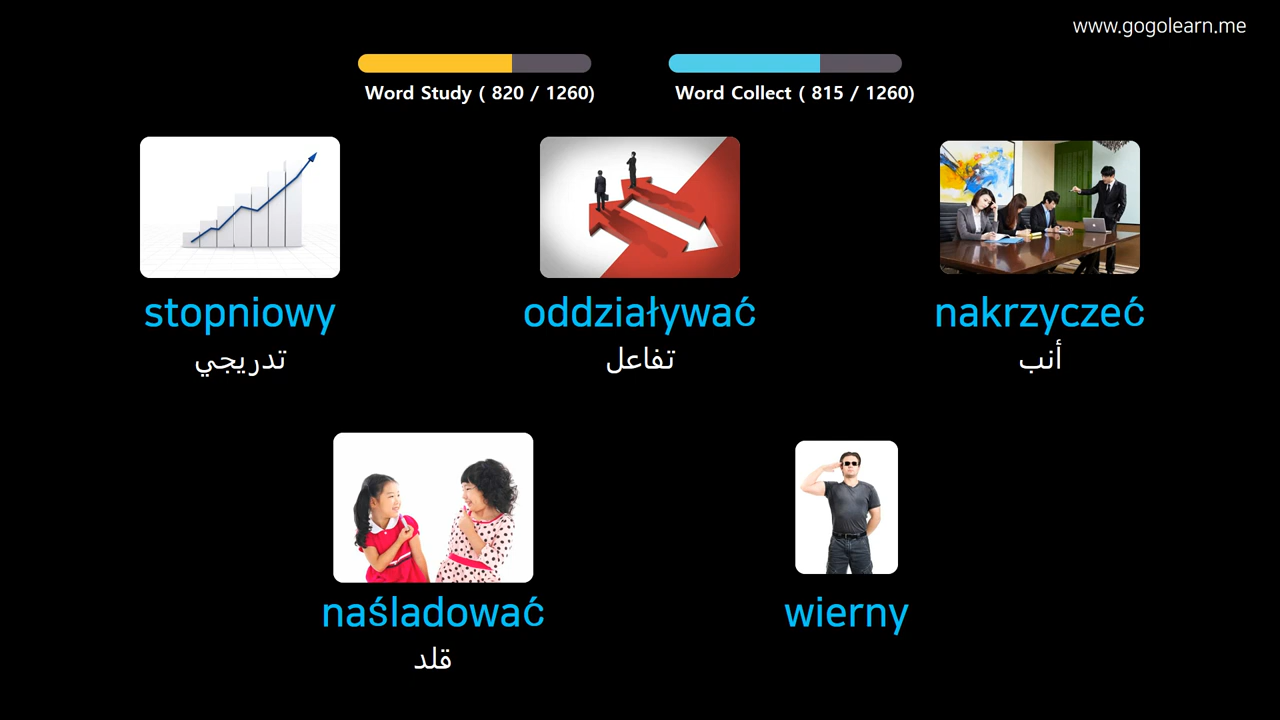 www.gogolearn.me
Word Study ( 820 / 1260)
Word Collect ( 815 / 1260)
stopniowy
تدريجي
oddziaływać
تفاعل
nakrzyczeć
أنب
naśladować
قلد
wierny